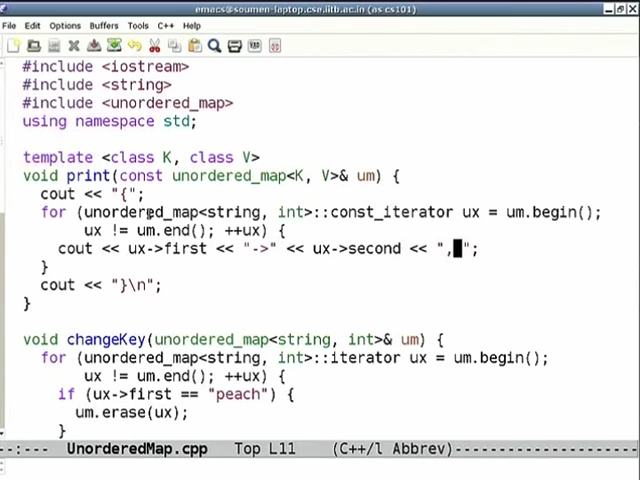 emacs@soumen-laptop.cse.iitb.ac.in (as cs101)
File Edit Options Buffers Tools C++ Help
#include <iostream>
#include <string>
#include <unordered_map>
using namespace std;
template <class K, class V>
void print(const unordered_map<K, V>& um) {
cout << "{";
for (unordered_map<string, int>::const_iterator ux = um.begin();
ux != um.end(); ++ux) {
cout << ux->first << "->" << ux->second << ", ";
}
cout << "}\n";
}
void changeKey(unordered_map<string, int>& um) {
for (unordered_map<string, int>::iterator ux = um.begin();
ux != um.end(); ++ux) {
if (ux->first == "peach") {
um.erase(ux);
}
--:--- UnorderedMap.cpp Top L11 (C++/l Abbrev)